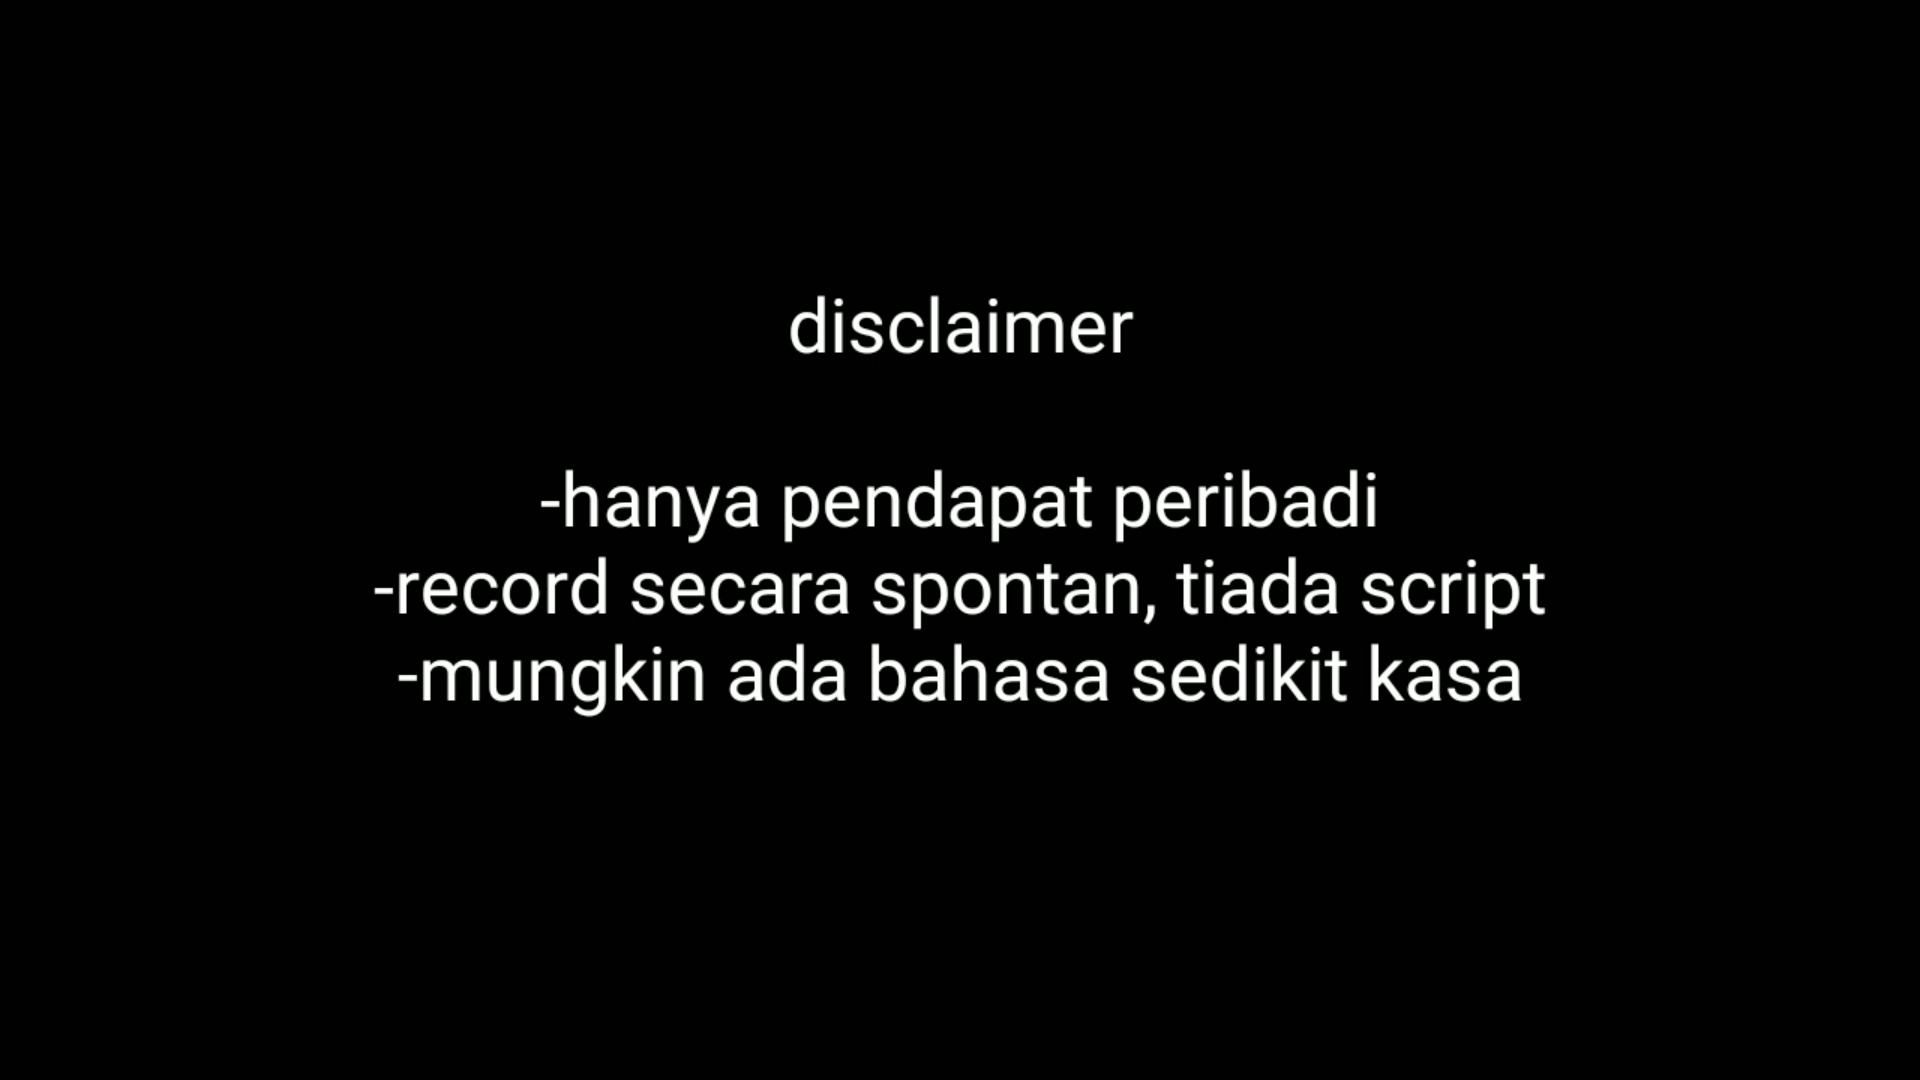 disclaimer
-hanya pendapat peribadi
-record secara spontan, tiada script
-mungkin ada bahasa sedikit kasa